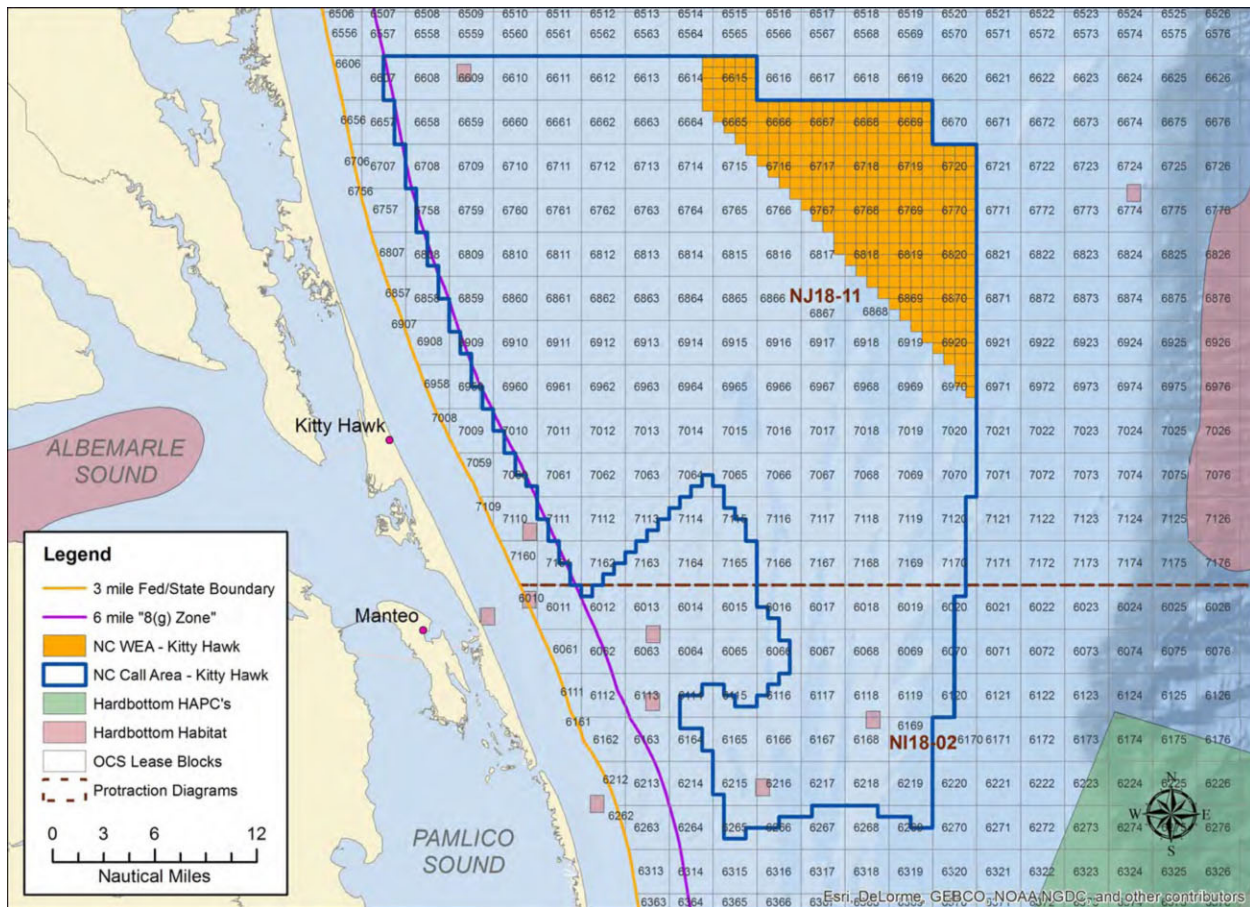 6506 6507 6508 6509 6510 6511 6512 6513 6514 6515 6516 6517 6518 6519 6520 6521 6522 6523 6524 6525 6526
6556 6557 6558 6559 6560 6561 6562 6563 6564 6565 6566 6567 6568 6569 6570 6571 6572 6573 6574 6575 6576
6606 6607 6608 6609 6610 6611 6612 6613 6614 6615 6616 6617 6618 6619 6620 6621 6622 6623 6624 6625 6626
6656 6657 6658 6659 6660 6661 6662 6663 6664 6665 6666 6667 6668 6669 6670 6671 6672 6673 6674 6675 6676
6706 6707 6708 6709 6710 6711 6712 6713 6714 6715 6716 6717 6718 6719 6720 6721 6722 6723 6724 6725 6726
6756 6757 6758 6759 6760 6761 6762 6763 6764 6765 6766 6767 6768 6769 6770 6771 6772 6773 6774 6775 6776
6807 6808 6809 6810 6811 6812 6813 6814 6815 6816 6817 6818 6819 6820 6821 6822 6823 6824 6825 6826
6857 6858 6859 6860 6861 6862 6863 6864 6865 6866 6867 6868 6869 6870 6871 6872 6873 6874 6875 6876
NJ18-11
6907 6908 6909 6910 6911 6912 6913 6914 6915 6916 6917 6918 6919 6920 6921 6922 6923 6924 6925 6926
6958 6959 6960 6961 6962 6963 6964 6965 6966 6967 6968 6969 6970 6971 6972 6973 6974 6975 6976
7008 7009 7010 7011 7012 7013 7014 7015 7016 7017 7018 7019 7020 7021 7022 7023 7024 7025 7026
Kitty Hawk
ALBEMARLE
SOUND
7059 7060 7061 7062 7063 7064 7065 7066 7067 7068 7069 7070 7071 7072 7073 7074 7075 7076
7109 7110 7111 7112 7113 7114 7115 7116 7117 7118 7119 7120 7121 7122 7123 7124 7125 7126
7160 7161 7162 7163 7164 7165 7166 7167 7168 7169 7170 7171 7172 7173 7174 7175 7176
6010 6011 6012 6013 6014 6015 6016 6017 6018 6019 6020 6021 6022 6023 6024 6025 6026
Manteo
6061 6062 6063 6064 6065 6066 6067 6068 6069 6070 6071 6072 6073 6074 6075 6076
6111 6112 6113 6114 6115 6116 6117 6118 6119 6120 6121 6122 6123 6124 6125 6126
6161 6162 6163 6164 6165 6166 6167 6168 6169 6170 6171 6172 6173 6174 6175 6176
NI18-02
6212 6213 6214 6215 6216 6217 6218 6219 6220 6221 6222 6223 6224 6225 6226
6262 6263 6264 6265 6266 6267 6268 6269 6270 6271 6272 6273 6274 6275 6276
6313 6314 6315 6316 6317 6318 6319 6320 6321 6322 6323 6324 6325 6326
6363 6364 6365 6366
PAMLICO
SOUND
Legend
3 mile Fed/State Boundary
6 mile "8(g) Zone"
NC WEA - Kitty Hawk
NC Call Area - Kitty Hawk
Hardbottom HAPC's
Hardbottom Habitat
OCS Lease Blocks
Protraction Diagrams
0 3 6 12
Nautical Miles
N
W E
S
Esri, DeLorme, GEBCO, NOAA NGDC, and other contributors